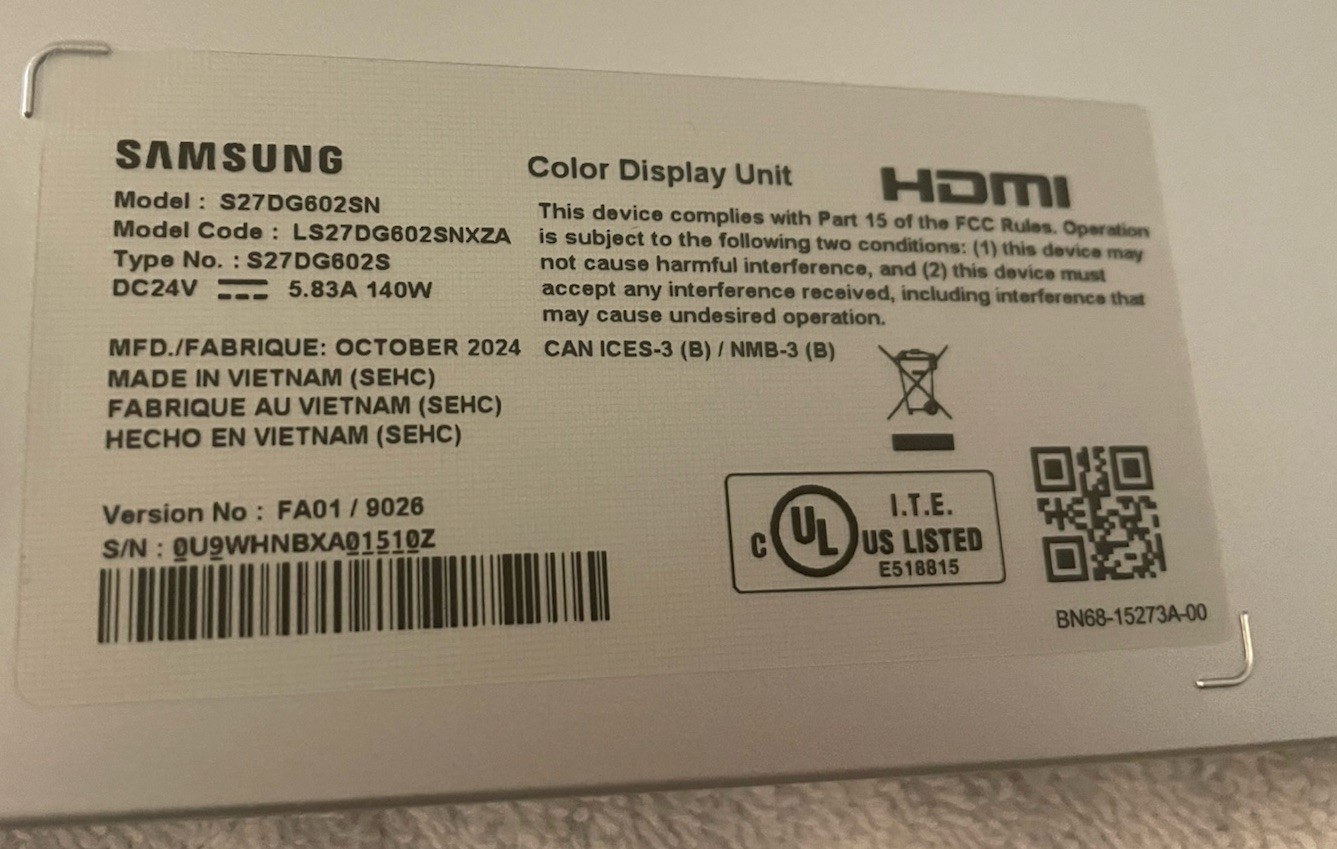 SAMSUNG
Model : S27DG602SN
Model Code : LS27DG602SNXZA
Type No. : S27DG602S
DC24V 5.83A 140W
MFD./FABRIQUE: OCTOBER 2024
MADE IN VIETNAM (SEHC)
FABRIQUE AU VIETNAM (SEHC)
HECHO EN VIETNAM (SEHC)
Version No : FA01 / 9026
S/N : 0U9WHNBXA01510Z
Color Display Unit
HDMI
This device complies with Part 15 of the FCC Rules. Operation
is subject to the following two conditions: (1) this device may
not cause harmful interference, and (2) this device must
accept any interference received, including interference that
may cause undesired operation.
CAN ICES-3 (B) / NMB-3 (B)
I.T.E.
C UL US LISTED
E518815
BN68-15273A-00